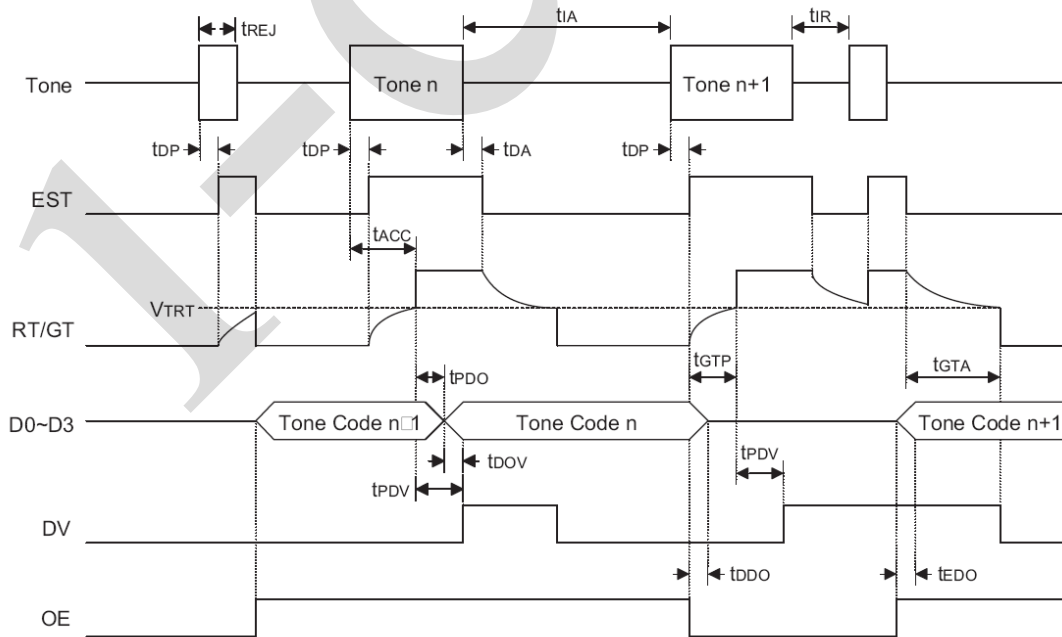 tREJ tIA tIR
Tone Tone n Tone n+1
tDP tDP tDA tDP
EST
tACC
VTRT
RT/GT
tPDO tGTP tGTA
D0~D3 Tone Code n□1 Tone Code n Tone Code n+1
tDOV tPDV
tPDV
DV
tDDO tEDO
OE